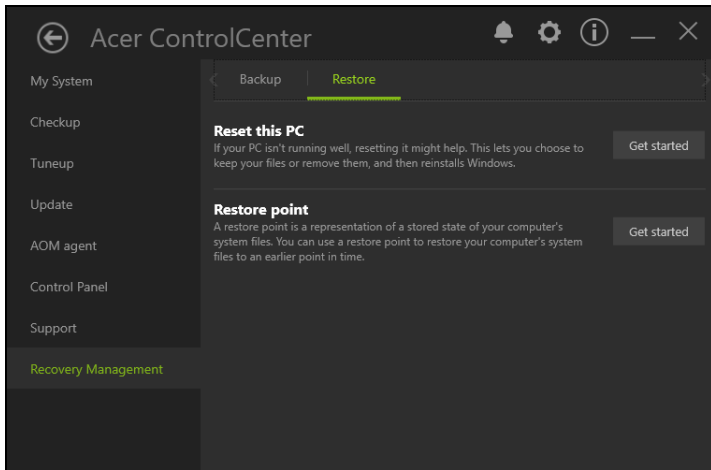 Acer ControlCenter
My System
Checkup
Tuneup
Update
AOM agent
Control Panel
Support
Recovery Management
Backup
Restore
Reset this PC
If your PC isn't running well, resetting it might help. This lets you choose to
keep your files or remove them, and then reinstalls Windows.
Get started
Restore point
A restore point is a representation of a stored state of your computer's
system files. You can use a restore point to restore your computer's system
files to an earlier point in time.
Get started